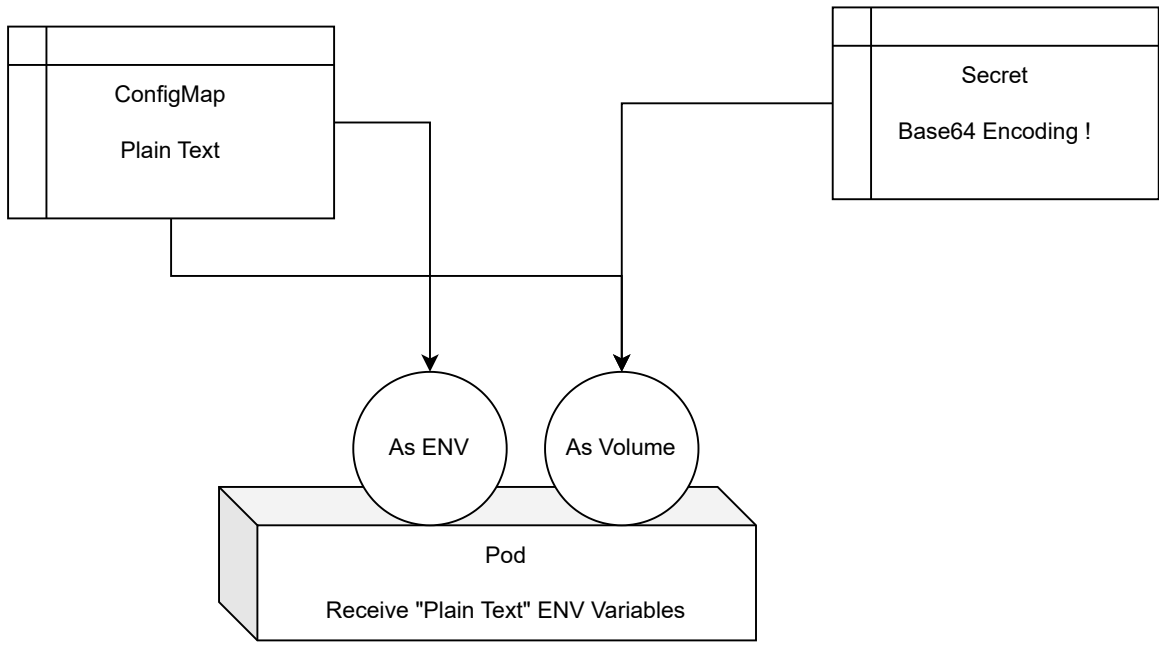 ConfigMap
Plain Text
Secret
Base64 Encoding !
As ENV
As Volume
Pod
Receive "Plain Text" ENV Variables